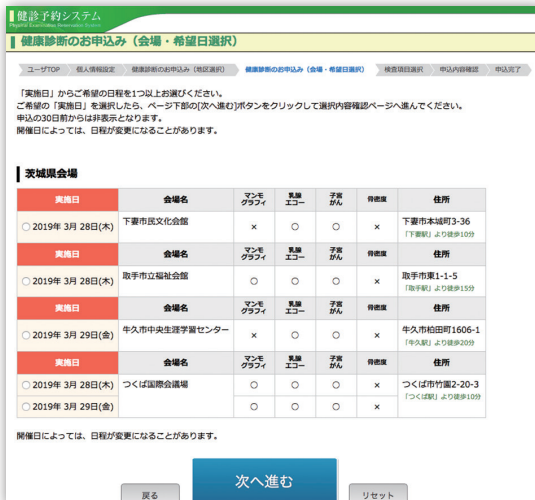 健診予約システム
Physical Examination Reservation System
健康診断のお申込み（会場・希望日選択）
ユーザTOP 個人情報設定 健康診断のお申込み（地区選択） 健康診断のお申込み（会場・希望日選択） 検査項目選択 申込内容確認 申込完了
「実施日」からご希望の日程を1つ以上お選びください。
ご希望の「実施日」を選択したら、ページ下部の[次へ進む]ボタンをクリックして選択内容確認ページへ進んでください。
申込の30日前からは非表示となります。
開催日によっては、日程が変更になることがあります。
茨城県会場
実施日 会場名 マンモグラフィ 乳腺エコー 子宮がん 骨密度 住所
2019年 3月 28日(木) 下妻市民文化会館 × ○ ○ × 下妻市本城町3-36
「下妻駅」より徒歩10分
実施日 会場名 マンモグラフィ 乳腺エコー 子宮がん 骨密度 住所
2019年 3月 28日(木) 取手市立福祉会館 ○ ○ ○ × 取手市東1-1-5
「取手駅」より徒歩15分
実施日 会場名 マンモグラフィ 乳腺エコー 子宮がん 骨密度 住所
2019年 3月 29日(金) 牛久市中央生涯学習センター × ○ ○ × 牛久市柏田町1606-1
「牛久駅」より徒歩20分
実施日 会場名 マンモグラフィ 乳腺エコー 子宮がん 骨密度 住所
2019年 3月 28日(木) つくば国際会議場 ○ ○ ○ × つくば市竹園2-20-3
「つくば駅」より徒歩10分
2019年 3月 29日(金) ○ ○ ○ ×
開催日によっては、日程が変更になることがあります。
戻る 次へ進む リセット